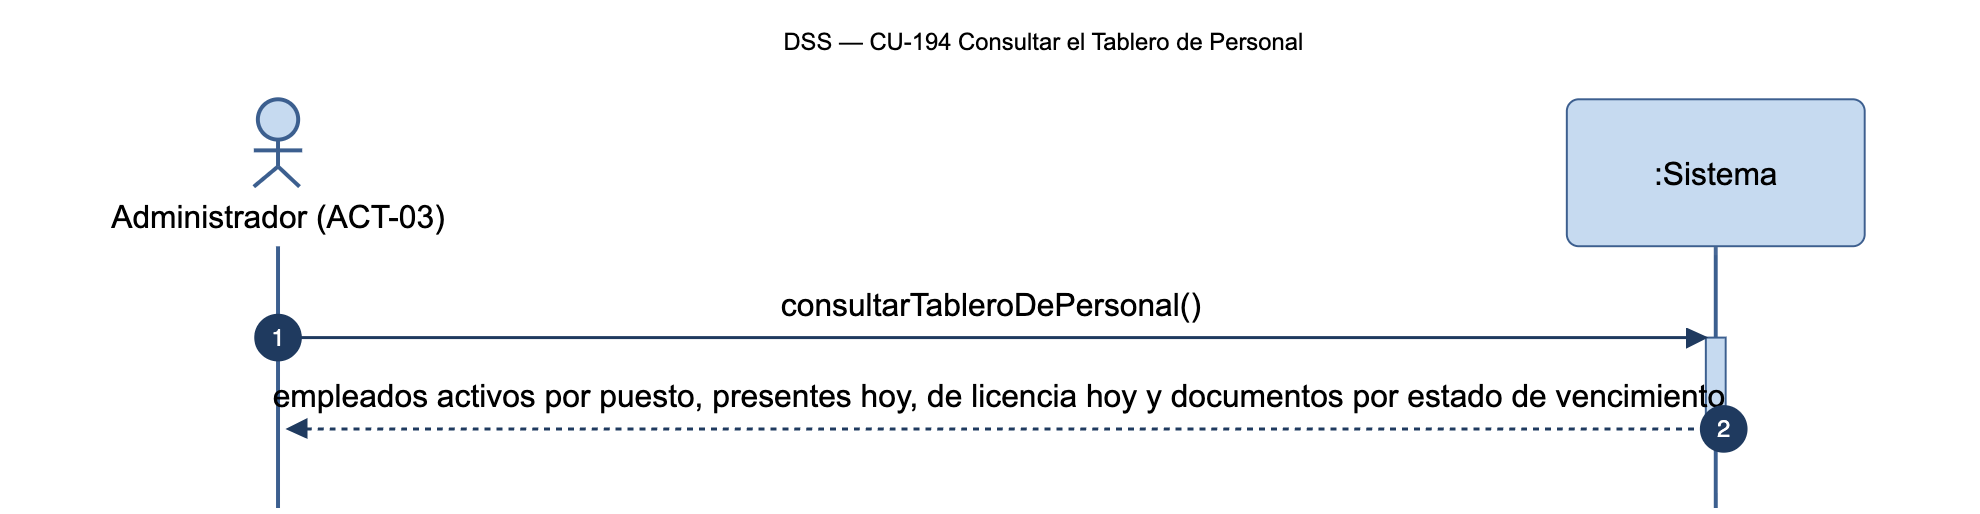 DSS — CU-194 Consultar el Tablero de Personal
:Sistema
Administrador (ACT-03)
consultarTableroDePersonal()
1
empleados activos por puesto, presentes hoy, de licencia hoy y documentos por estado de vencimiento
2